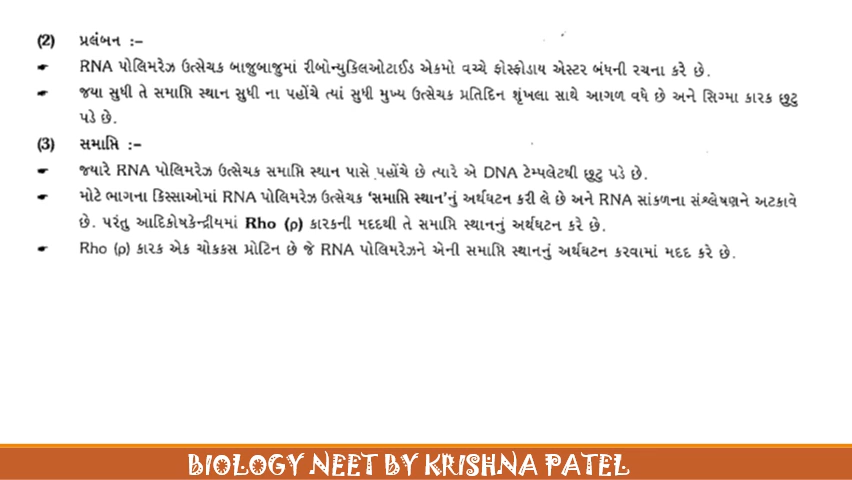 (2) પ્રલંબન :–
☛ RNA પોલિમરેઝ ઉત્સેચક બાજુબાજુમાં રીબોન્યુકિલઓટાઈડ એકમો વચ્ચે ફોસ્ફોડાય એસ્ટર બંધની રચના કરે છે.
☛ જ્યા સુધી તે સમાપ્તિ સ્થાન સુધી ના પહોંચે ત્યાં સુધી મુખ્ય ઉત્સેચક પ્રતિદિન શૃંખલા સાથે આગળ વધે છે અને સિગ્મા કારક છૂટુ
પડે છે.
(3) સમાપ્તિ :–
☛ જ્યારે RNA પોલિમરેઝ ઉત્સેચક સમાપ્તિ સ્થાન પાસે પહોંચે છે ત્યારે એ DNA ટેમ્પલેટથી છૂટુ પડે છે.
☛ મોટે ભાગના કિસ્સાઓમાં RNA પોલિમરેઝ ઉત્સેચક ‘સમાપ્તિ સ્થાન’નું અર્થઘટન કરી લે છે અને RNA સાંકળના સંશ્લેષણને અટકાવે
છે. પરંતુ આદિકોષકેન્દ્રીયમાં Rho (ρ) કારકની મદદથી તે સમાપ્તિ સ્થાનનું અર્થઘટન કરે છે.
☛ Rho (ρ) કારક એક ચોકકસ પ્રોટિન છે જે RNA પોલિમરેઝને એની સમાપ્તિ સ્થાનનું અર્થઘટન કરવામાં મદદ કરે છે.
BIOLOGY NEET BY KRISHNA PATEL